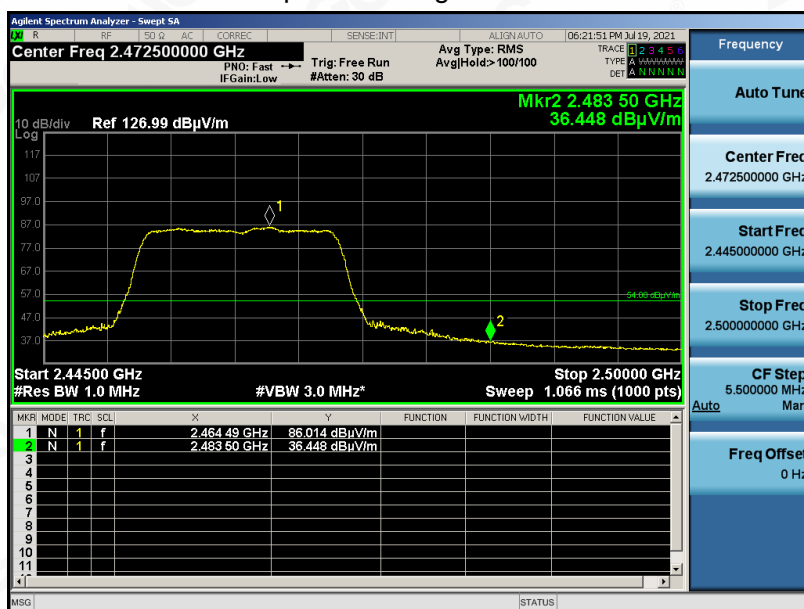 Agilent Spectrum Analyzer - Swept SA
LXI R RF 50 Ω AC CORREC SENSE:INT ALIGN AUTO 06:21:51 PM Jul 19, 2021
Center Freq 2.472500000 GHz
PNO: Fast
IFGain:Low
Trig: Free Run
#Atten: 30 dB
Avg Type: RMS
Avg|Hold>100/100
TRACE 1 2 3 4 5 6
TYPE A WWWWW
DET A N N N N N
Mkr2 2.483 50 GHz
36.448 dBµV/m
10 dB/div Ref 126.99 dBµV/m
Log
117
107
97.0
87.0
77.0
67.0
57.0
47.0
37.0
1
54.00 dBµV/m
2
Start 2.44500 GHz Stop 2.50000 GHz
#Res BW 1.0 MHz #VBW 3.0 MHz* Sweep 1.066 ms (1000 pts)
MKR MODE TRC SCL X Y FUNCTION FUNCTION WIDTH FUNCTION VALUE
1 N 1 f 2.464 49 GHz 86.014 dBµV/m
2 N 1 f 2.483 50 GHz 36.448 dBµV/m
3
4
5
6
7
8
9
10
11
MSG STATUS
Frequency
Auto Tune
Center Freq
2.472500000 GHz
Start Freq
2.445000000 GHz
Stop Freq
2.500000000 GHz
CF Step
5.500000 MHz
Auto Man
Freq Offset
0 Hz